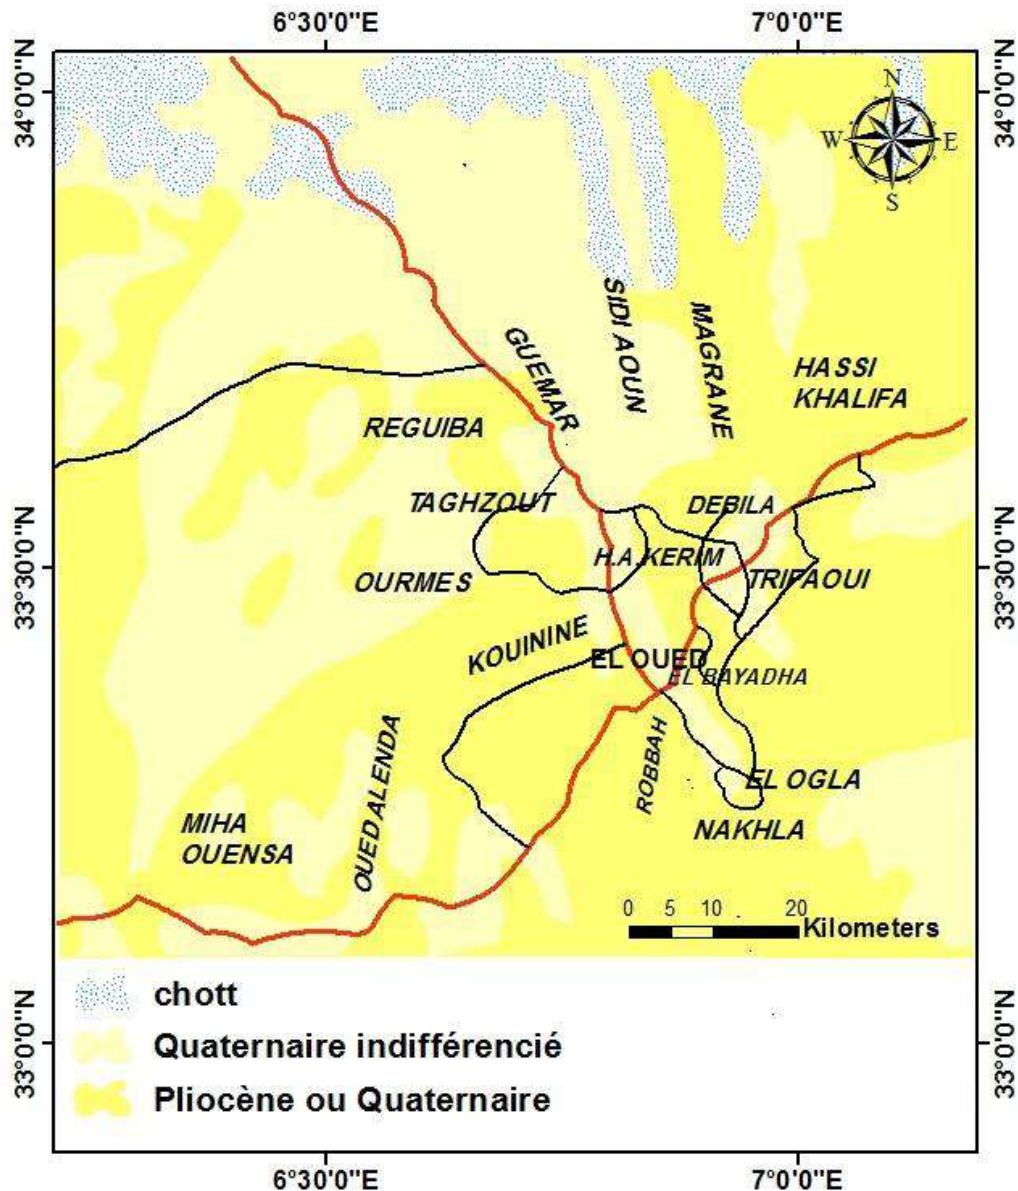 6°30'0"E
7°0'0"E
34°0'0"N
34°0'0"N
N
W
E
S
SIDI AOUN
MAGRANE
GUEMAR
HASSI
KHALIFA
REGUIBA
TAGHZOUT
DEBILA
33°30'0"N
33°30'0"N
H.A KERIM
OURMES
TRIFAOUI
KOUININE
EL OUED
EL BAYADHA
OUED ALENDA
ROBBAH
EL OGLA
MIHA
OUENSA
NAKHLA
0 5 10 20
Kilometers
chott
Quaternaire indifférencié
33°0'0"N
33°0'0"N
Pliocène ou Quaternaire
6°30'0"E
7°0'0"E